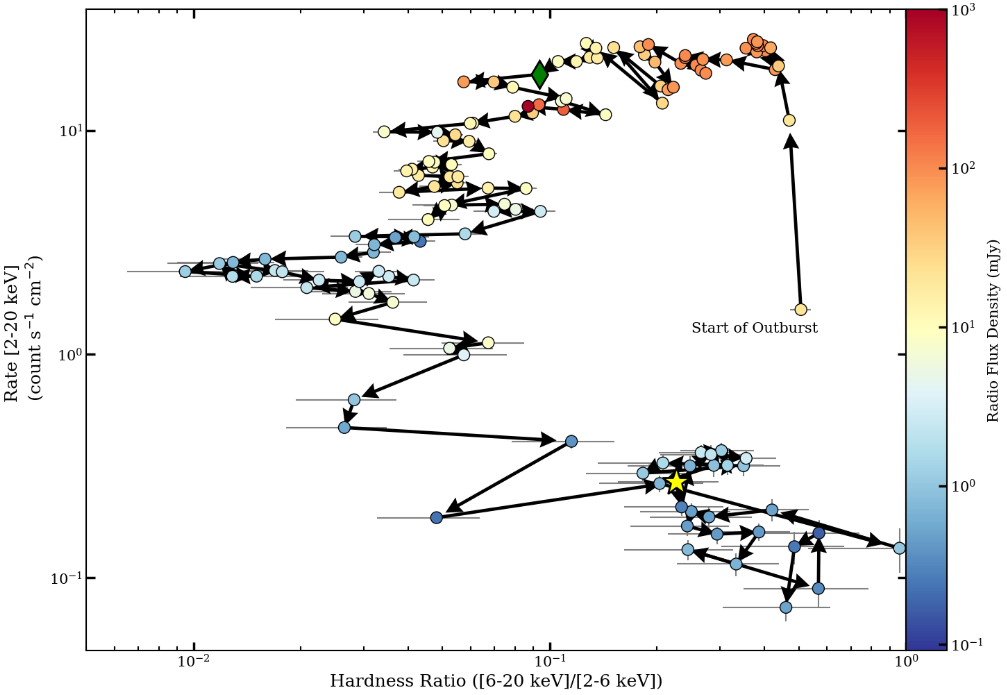 10³
10²
10¹
10⁰
10⁻¹
Radio Flux Density (mJy)
10¹
10⁰
10⁻¹
Rate [2-20 keV]
(count s⁻¹ cm⁻²)
Start of Outburst
10⁻²
10⁻¹
10⁰
Hardness Ratio ([6-20 keV]/[2-6 keV])